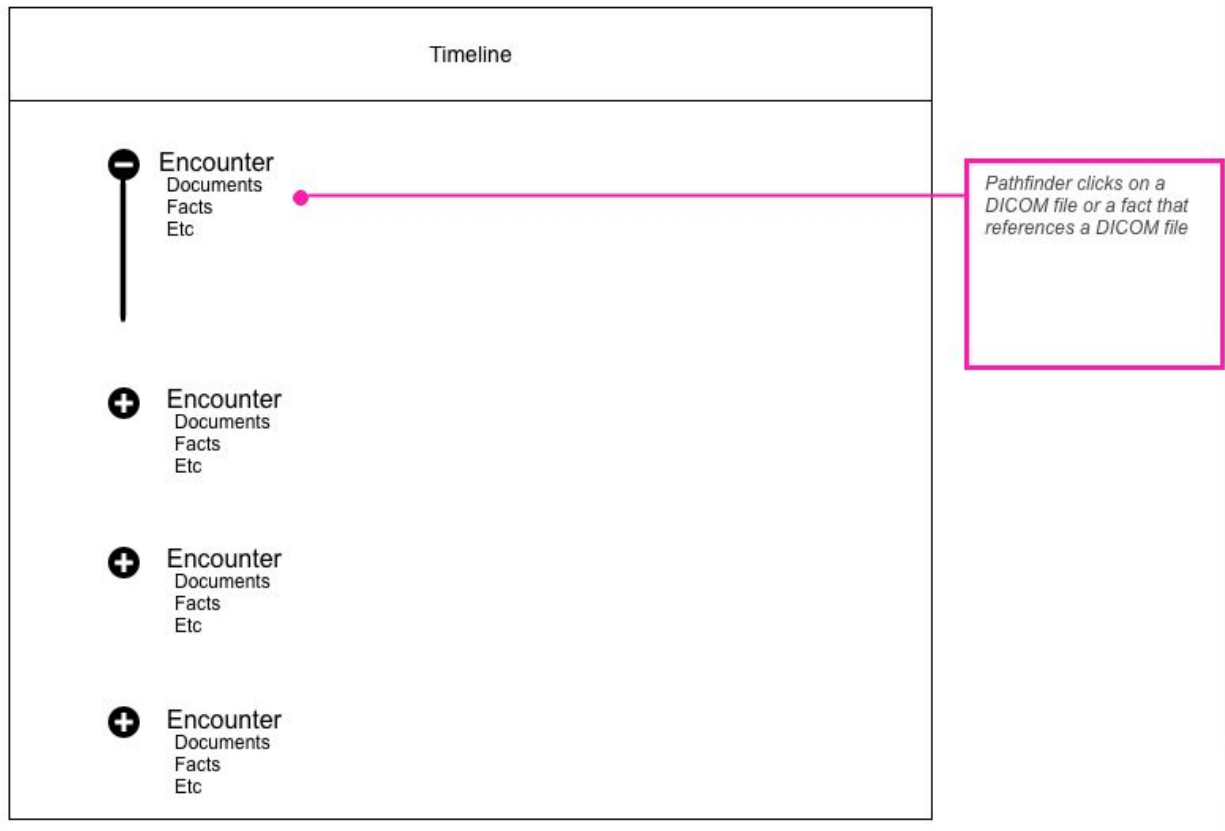 Timeline
Encounter
Documents
Facts
Etc
Pathfinder clicks on a
DICOM file or a fact that
references a DICOM file
Encounter
Documents
Facts
Etc
Encounter
Documents
Facts
Etc
Encounter
Documents
Facts
Etc